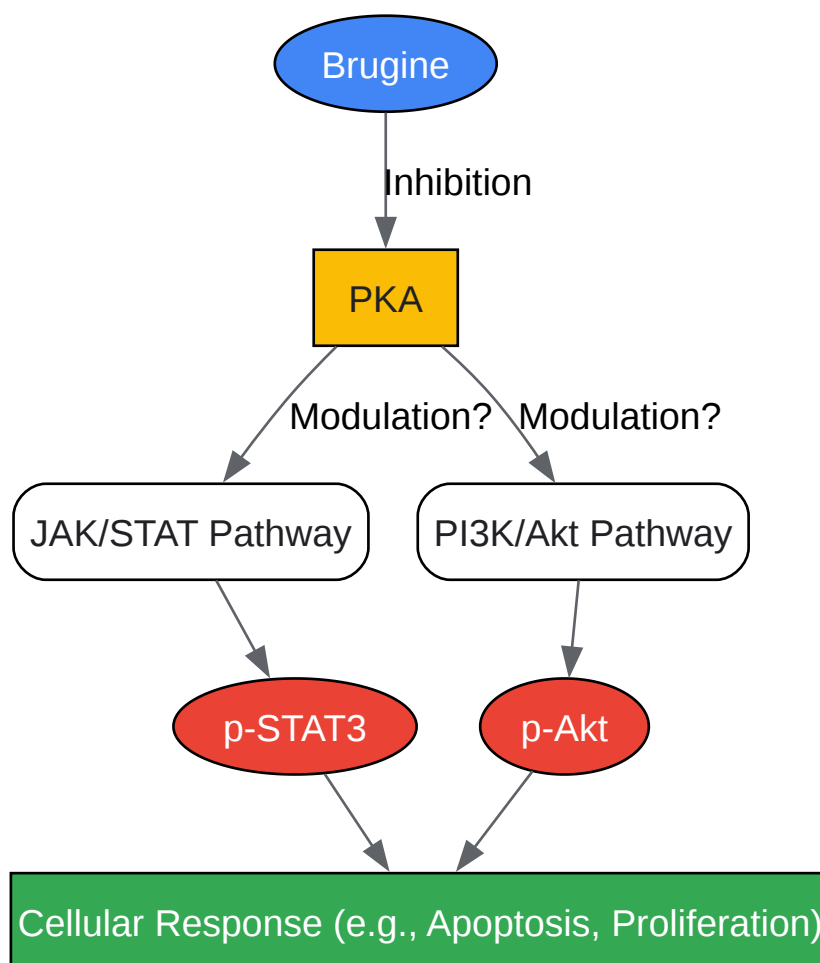 Brugine
Inhibition
PKA
Modulation?
Modulation?
JAK/STAT Pathway
PI3K/Akt Pathway
p-STAT3
p-Akt
Cellular Response (e.g., Apoptosis, Proliferation)